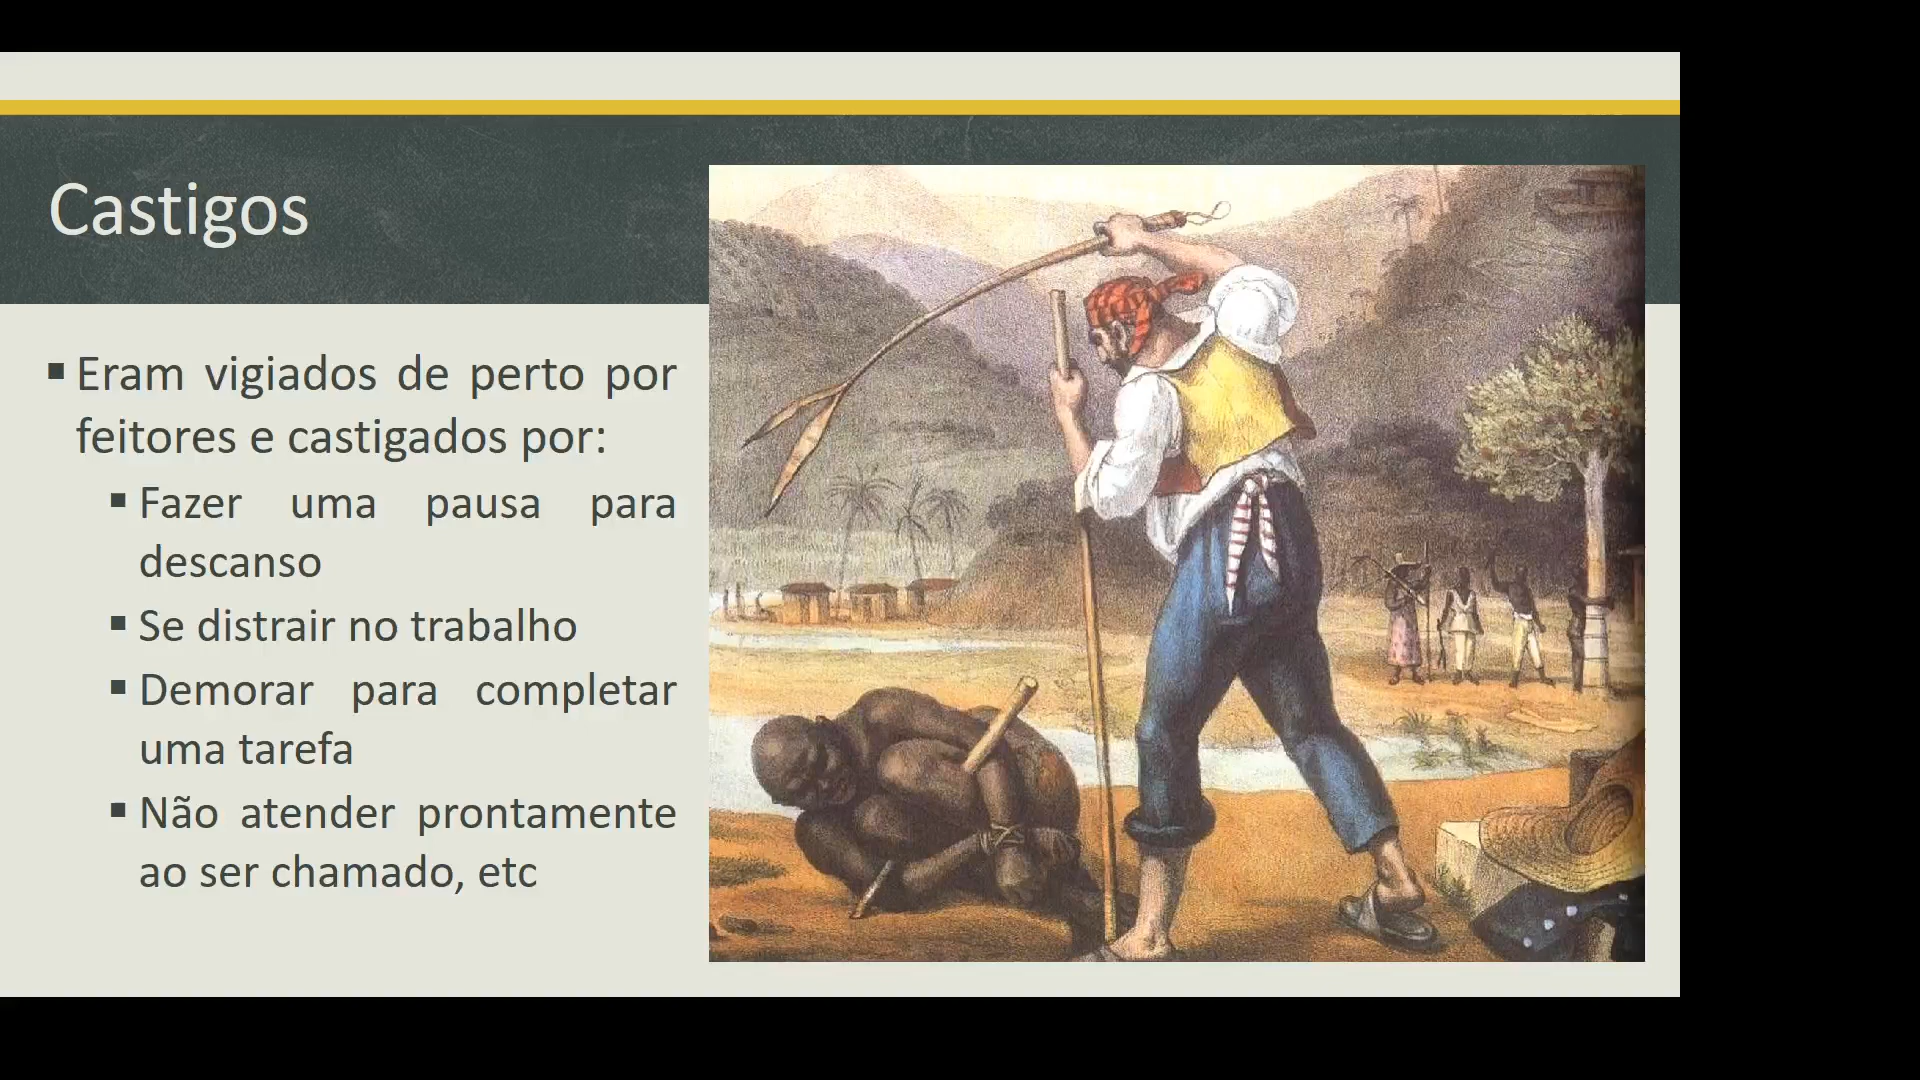 Castigos
▪ Eram vigiados de perto por
feitores e castigados por:
▪ Fazer uma pausa para
descanso
▪ Se distrair no trabalho
▪ Demorar para completar
uma tarefa
▪ Não atender prontamente
ao ser chamado, etc